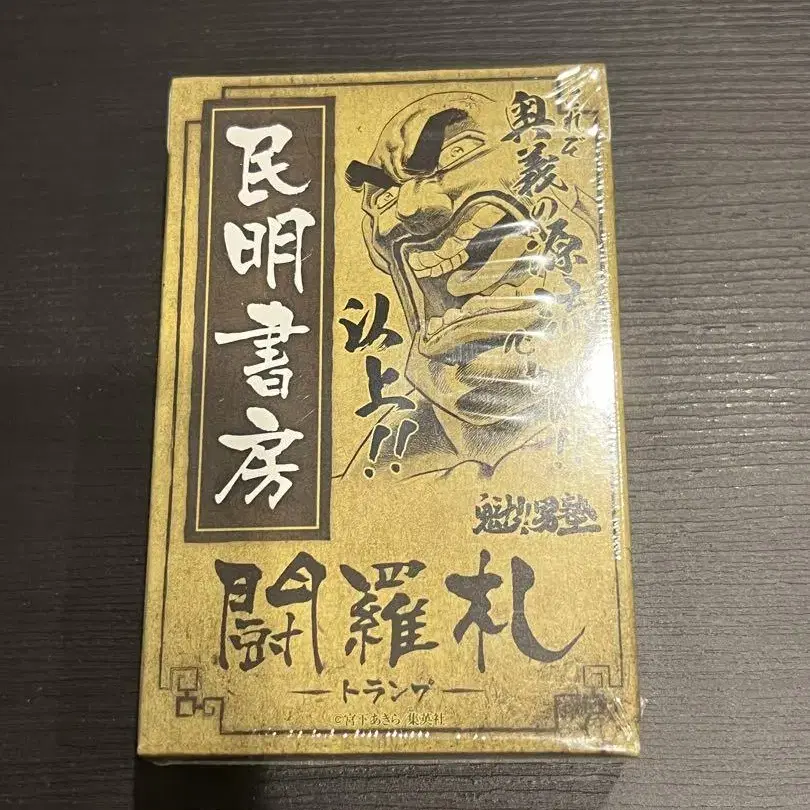 これぞ
奥義の源
以上!!
民明書房
魁!!男塾
闘羅札
トランプ
©宮下あきら 集英社